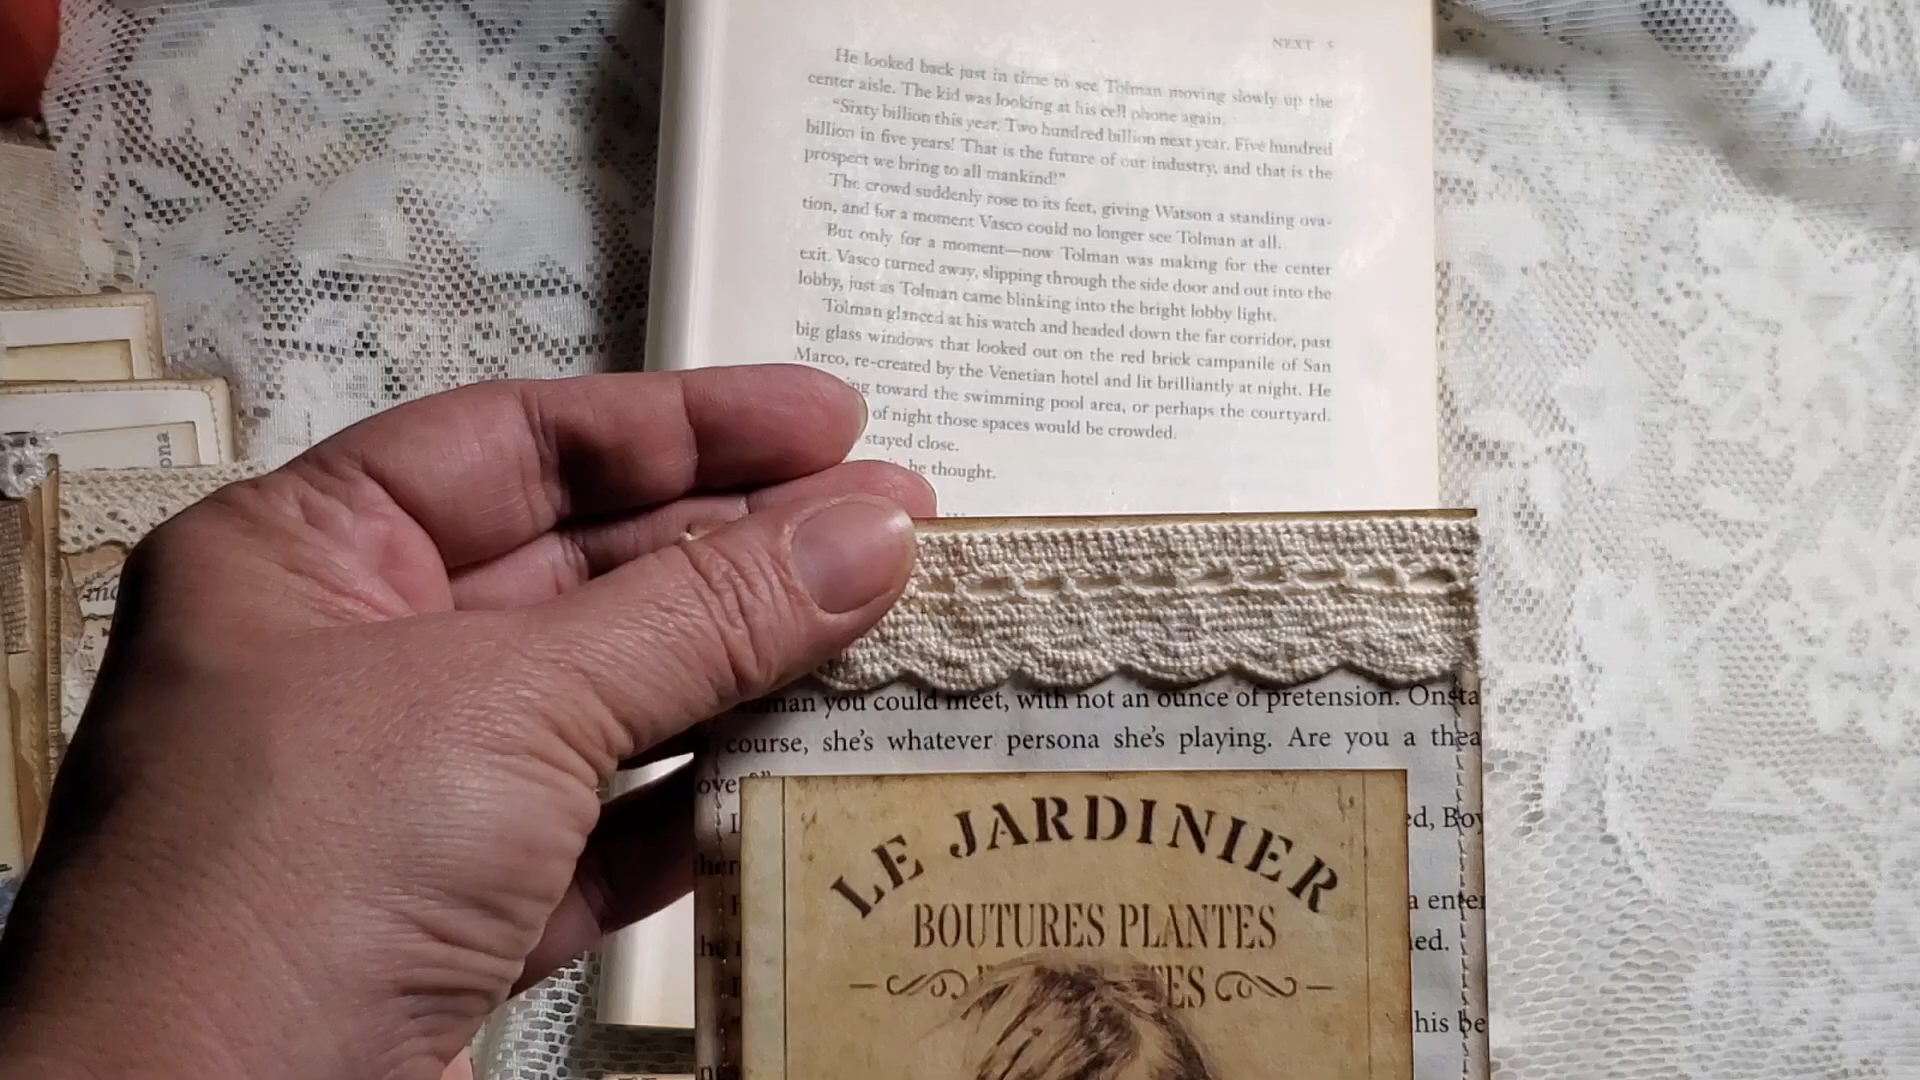 NEXT 5
He looked back just in time to see Tolman moving slowly up the
center aisle. The kid was looking at his cell phone again.
“Sixty billion this year. Two hundred billion next year. Five hundred
billion in five years! That is the future of our industry, and that is the
prospect we bring to all mankind!”
The crowd suddenly rose to its feet, giving Watson a standing ova-
tion, and for a moment Vasco could no longer see Tolman at all.
But only for a moment—now Tolman was making for the center
exit. Vasco turned away, slipping through the side door and out into the
lobby, just as Tolman came blinking into the bright lobby light.
Tolman glanced at his watch and headed down the far corridor, past
big glass windows that looked out on the red brick campanile of San
Marco, re-created by the Venetian hotel and lit brilliantly at night. He
toward the swimming pool area, or perhaps the courtyard.
of night those spaces would be crowded.
stayed close.
he thought.
ona
you could meet, with not an ounce of pretension. Onsta
course, she’s whatever persona she’s playing. Are you a thea
LE JARDINIER
BOUTURES PLANTES
ed, Boy
a enter
ied.
his be